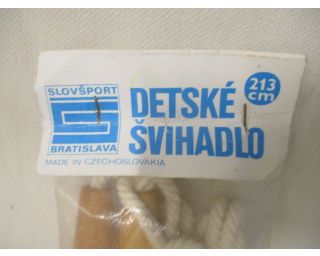 SLOVŠPORT
BRATISLAVA
MADE IN CZECHOSLOVAKIA
DETSKÉ
ŠVIHADLO
213
cm